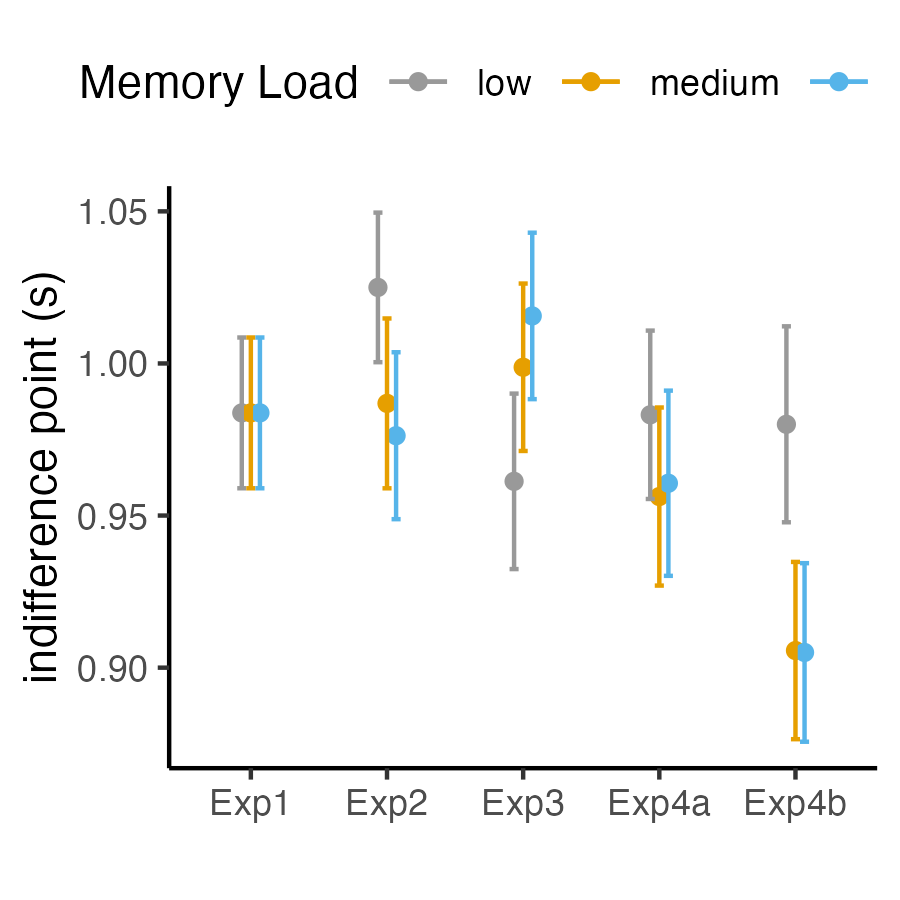 Memory Load low medium
1.05
1.00
0.95
0.90
indifference point (s)
Exp1 Exp2 Exp3 Exp4a Exp4b